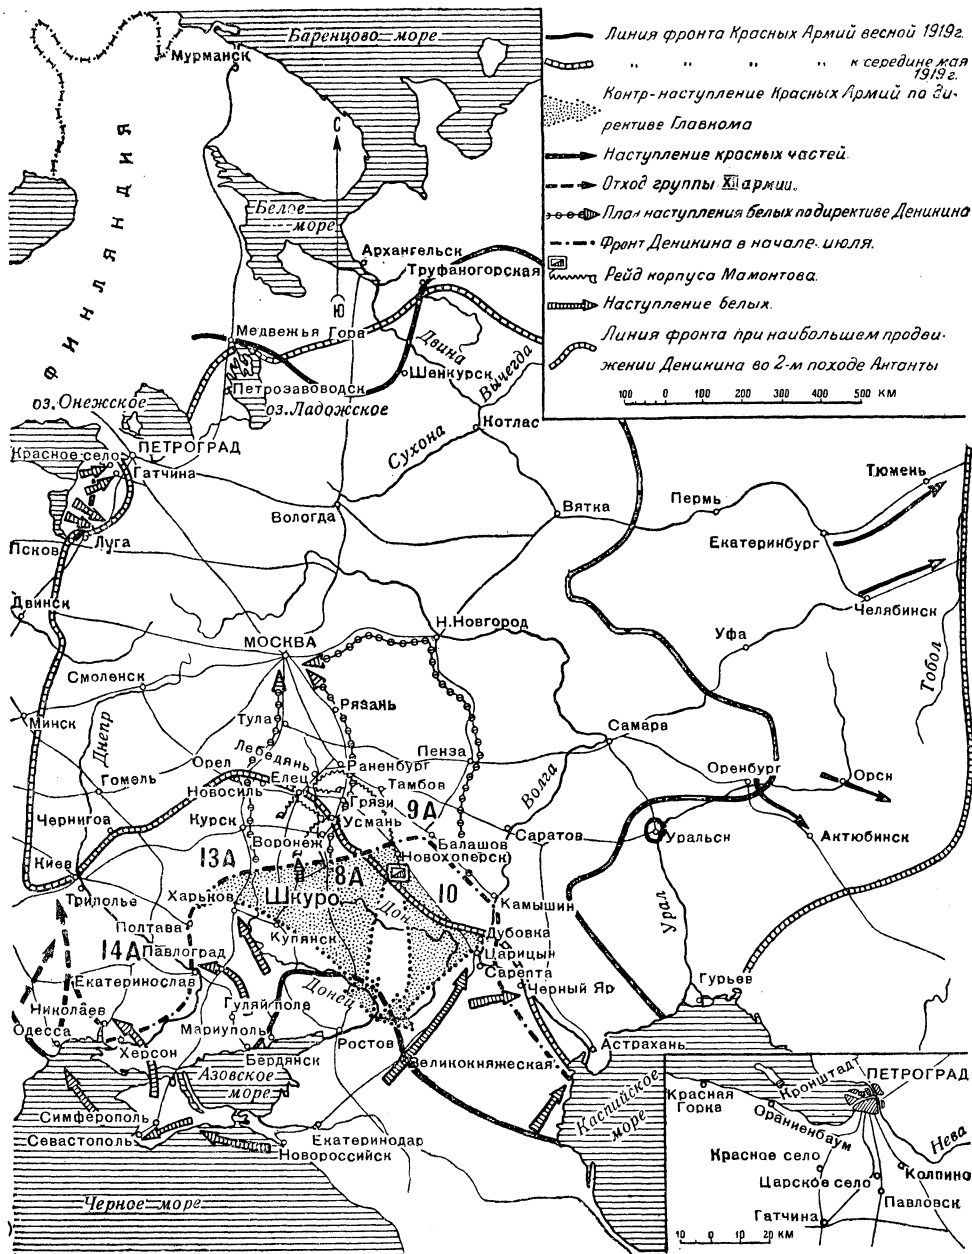 Баренцово море
Мурманск
Линия фронта Красных Армий весной 1919г.
„ „ „ „ к середине мая
1919г.
Контр-наступление Красных Армий по ди-
рективе Главкома
Наступление красных частей.
Отход группы XII армии.
План наступления белых по директиве Деникина
Фронт Деникина в начале июля.
Рейд корпуса Мамонтова.
Наступление белых.
Линия фронта при наибольшем продви-
жении Деникина во 2-м походе Антанты
100 0 100 200 300 400 500 км
ФИНЛЯНДИЯ
С
Ю
Белое
море
Архангельск
Труфаногорская
Медвежья Гора
Двина
Вычегда
Шенкурск
Петрозаводск
оз.Онежское
оз.Ладожское
Котлас
Сухона
Красное село
ПЕТРОГРАД
Гатчина
Тюмень
Пермь
Вятка
Вологда
Екатеринбург
Псков
Луга
Двинск
Челябинск
Н.Новгород
МОСКВА
Уфа
Тобол
Смоленск
Рязань
Минск
Днепр
Тула
Самара
Лебедянь
Пенза
Орел
Раненбург
Елец
Гомель
Тамбов
Волга
Оренбург
Орск
Новосиль
Грязи
9А
Чернигов
Курск
Усмань
Саратов
Уральск
Актюбинск
Воронеж
Балашов
13А
Новохоперск
Киев
8А
10
Шкуро
Триполье
Харьков
Камышин
Дон
Урал
Полтава
Купянск
Дубовка
14А
Павлоград
Царицын
Сарепта
Екатеринослав
Донец
Черный Яр
Гурьев
Гуляй поле
Николаев
Мариуполь
Одесса
Ростов
Астрахань
Херсон
Бердянск
Великокняжеская
Азовское
море
Каспийское
море
Симферополь
Севастополь
Екатеринодар
Новороссийск
Черное море
Кронштадт
ПЕТРОГРАД
Красная
Горка
Ораниенбаум
Нева
Красное село
Царское село
Колпино
Павловск
Гатчина
10 0 10 20 км